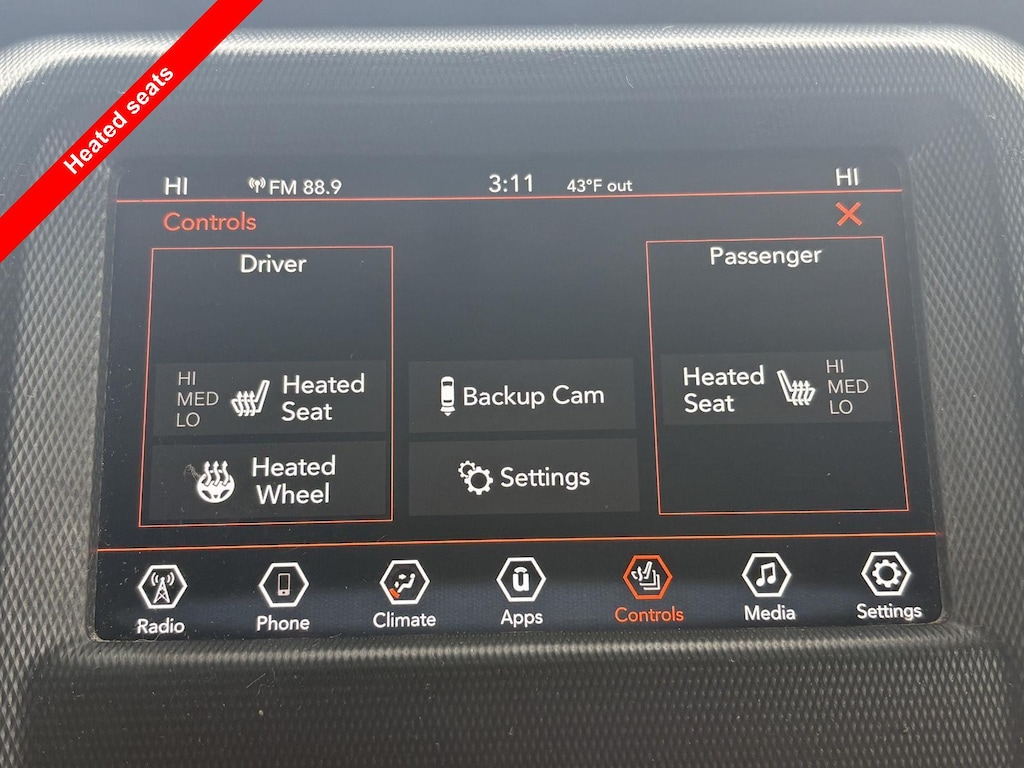 Heated seats
HI
FM 88.9
3:11
43°F out
HI
Controls
Driver
Passenger
HI
MED
LO
Heated
Seat
Backup Cam
Heated
Seat
HI
MED
LO
Heated
Wheel
Settings
Radio
Phone
Climate
Apps
Controls
Media
Settings